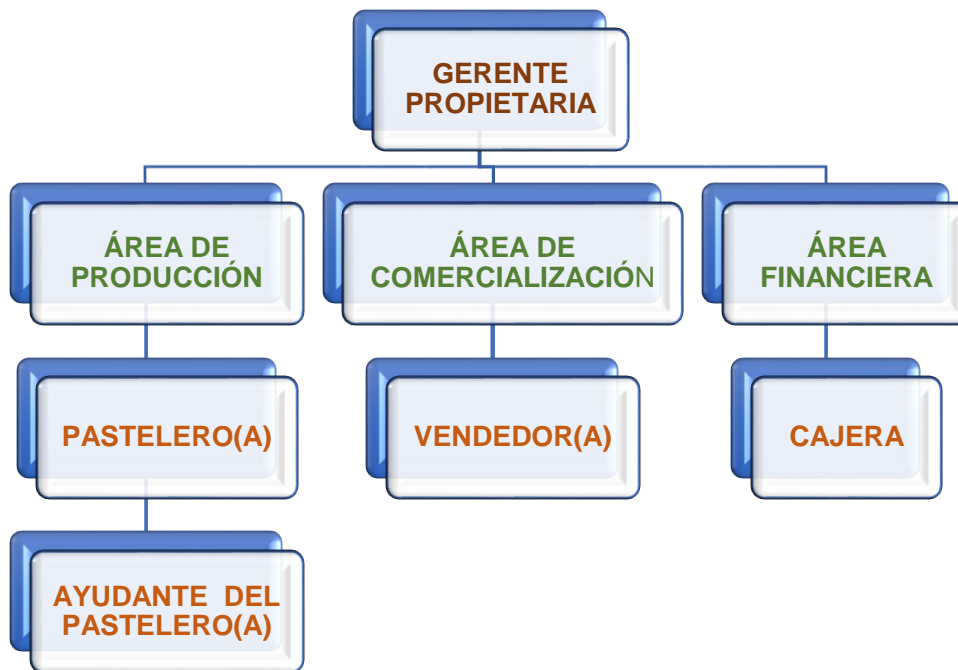 GERENTE
PROPIETARIA
ÁREA DE
PRODUCCIÓN
ÁREA DE
COMERCIALIZACIÓN
ÁREA
FINANCIERA
PASTELERO(A)
VENDEDOR(A)
CAJERA
AYUDANTE DEL
PASTELERO(A)